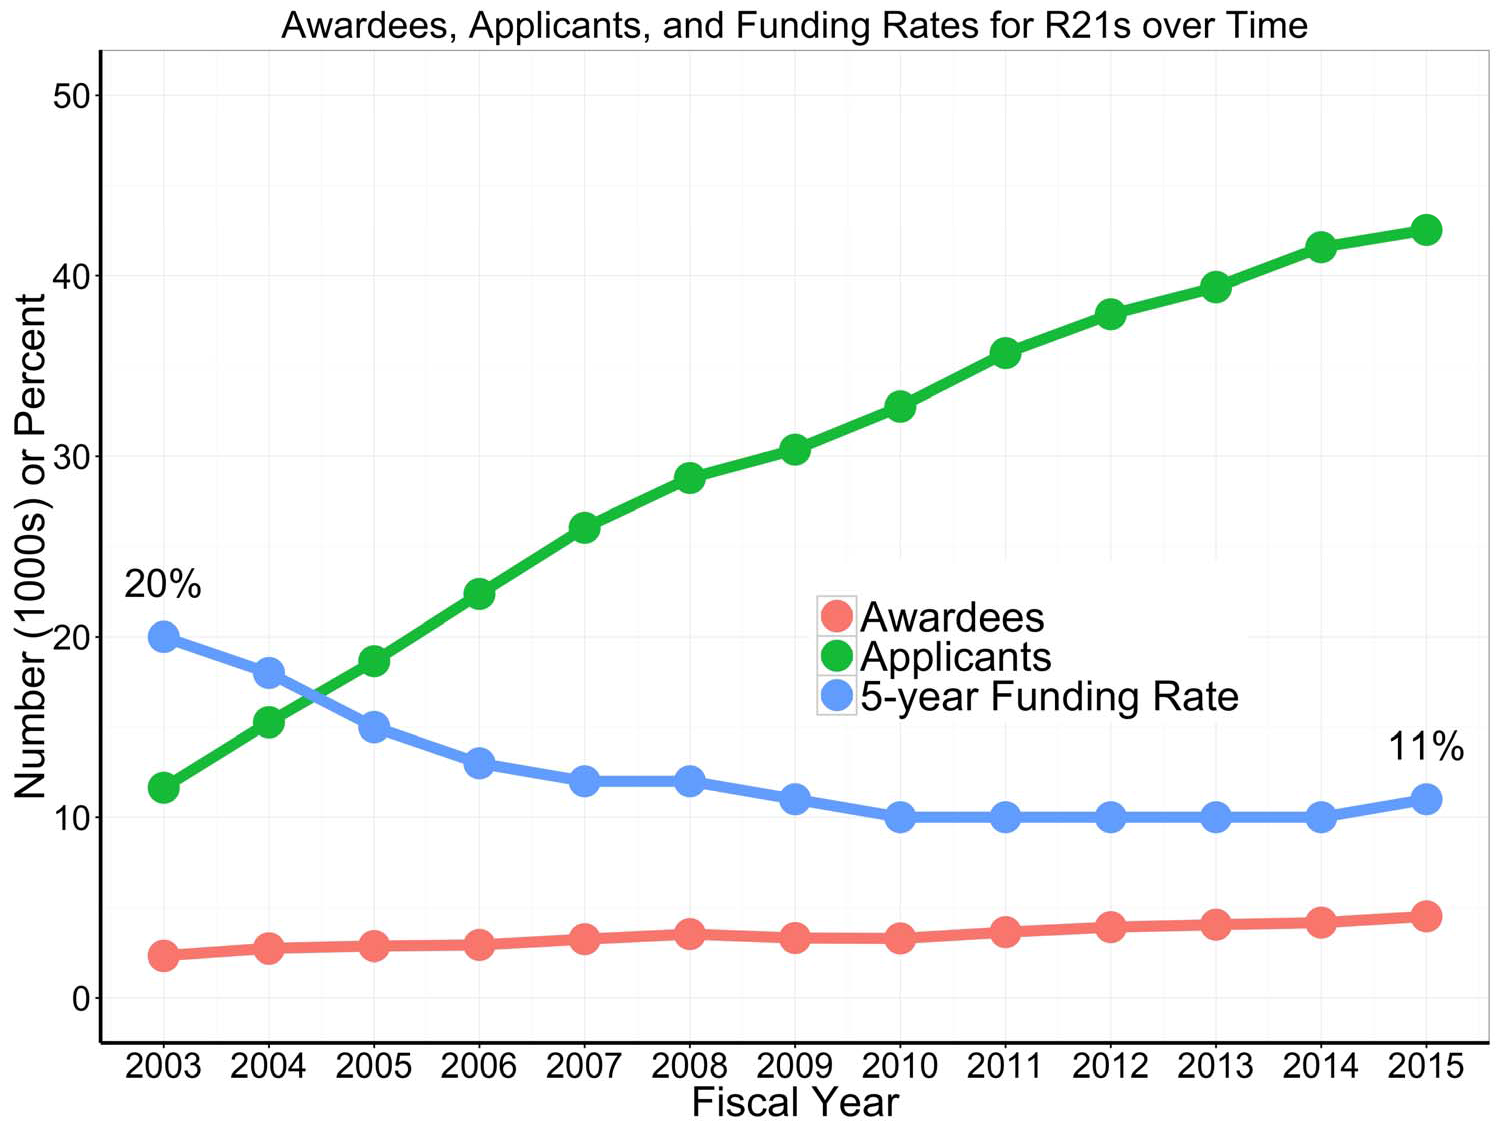 Awardees, Applicants, and Funding Rates for R21s over Time
Number (1000s) or Percent
50
40
30
20
10
0
20%
11%
Awardees
Applicants
5-year Funding Rate
2003 2004 2005 2006 2007 2008 2009 2010 2011 2012 2013 2014 2015
Fiscal Year